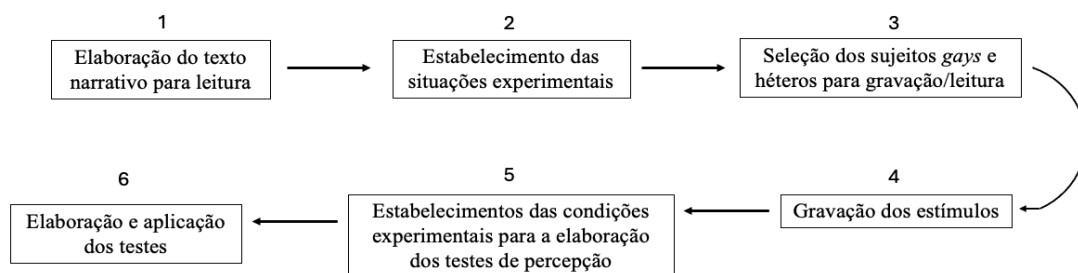 1
Elaboração do texto
narrativo para leitura
2
Estabelecimento das
situações experimentais
3
Seleção dos sujeitos gays e
héteros para gravação/leitura
4
Gravação dos estímulos
5
Estabelecimentos das condições
experimentais para a elaboração
dos testes de percepção
6
Elaboração e aplicação
dos testes